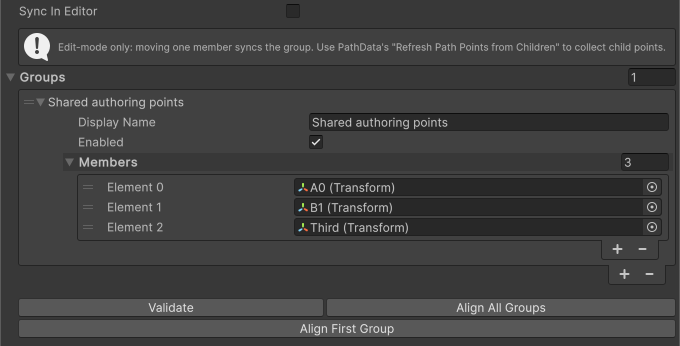 Sync In Editor
Edit-mode only: moving one member syncs the group. Use PathData's "Refresh Path Points from Children" to collect child points.
Groups 1
Shared authoring points
Display Name Shared authoring points
Enabled
Members 3
Element 0 A0 (Transform)
Element 1 B1 (Transform)
Element 2 Third (Transform)
+ −
+ −
Validate Align All Groups
Align First Group